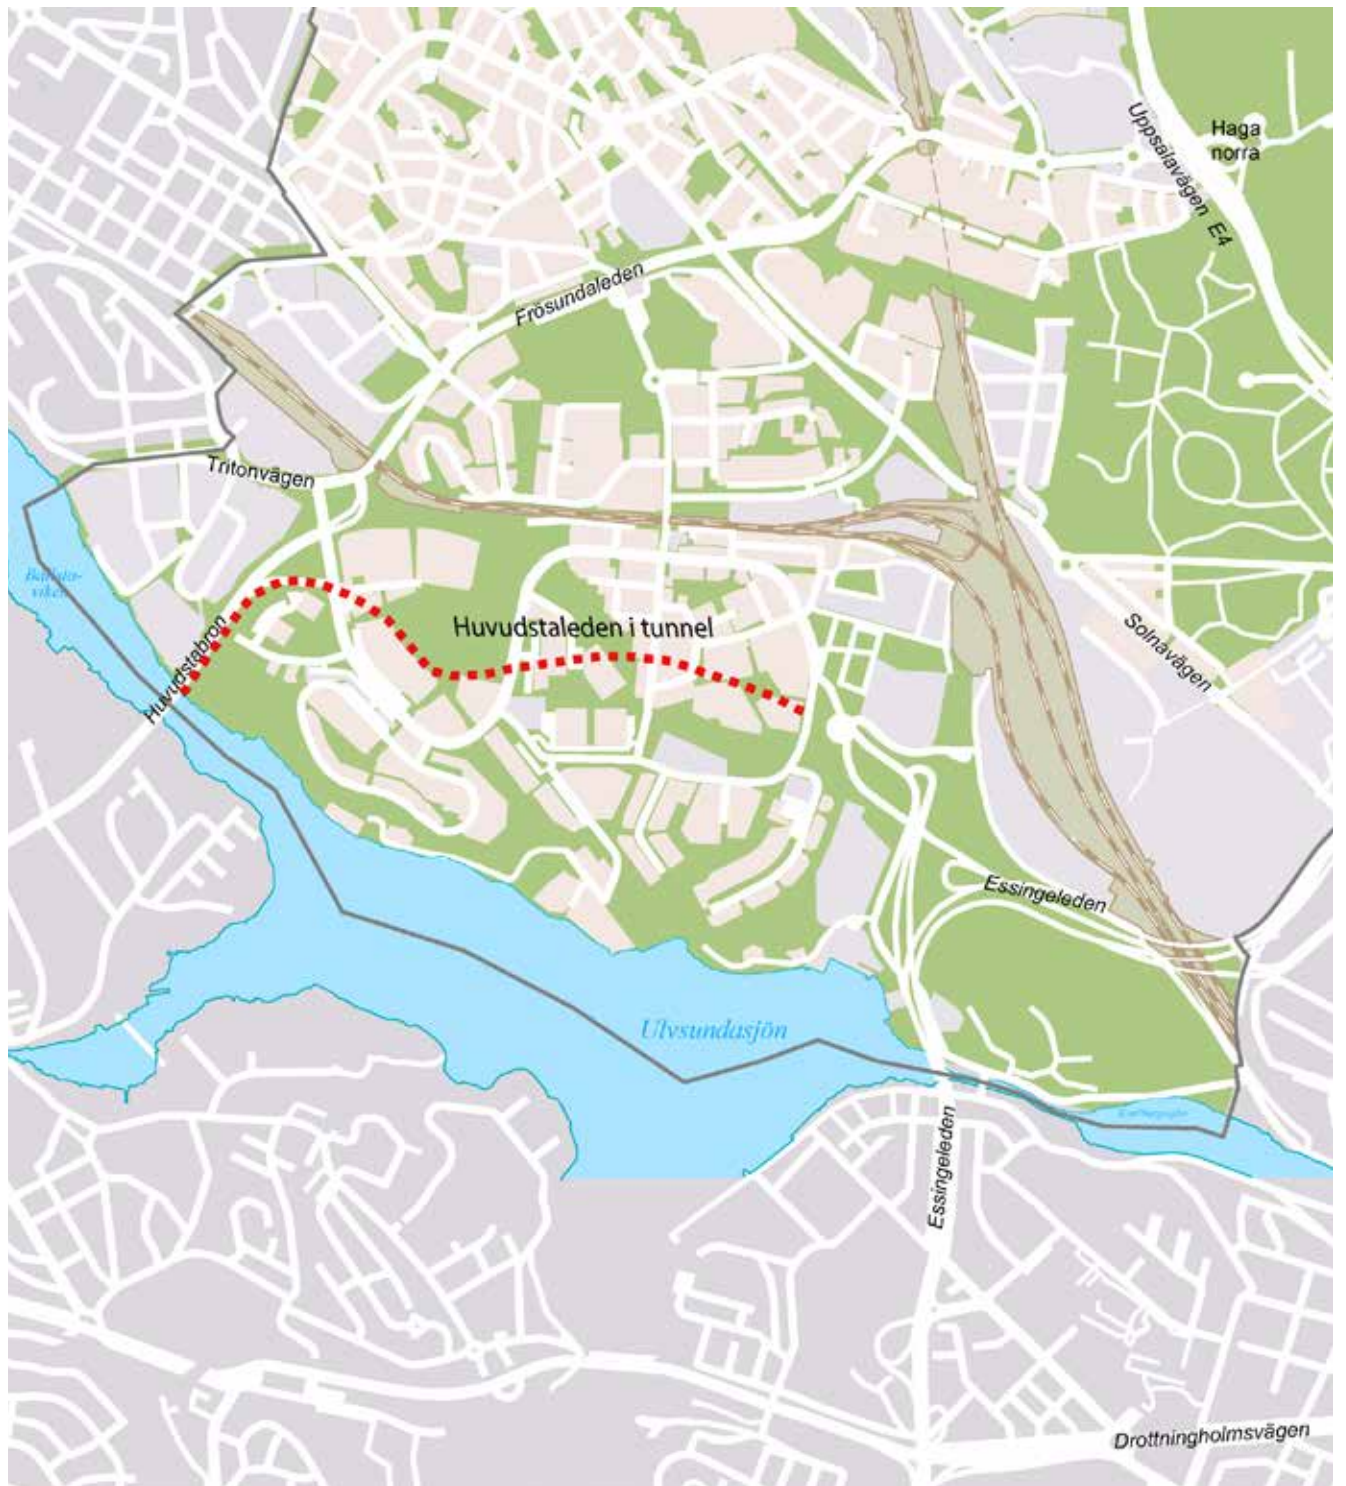 Haga
norra
Uppsalavägen E4
Frösundaleden
Tritonvägen
Huvudstaleden i tunnel
Huvudstabron
Solnavägen
Essingeleden
Ulvsundasjön
Essingeleden
Drottningholmsvägen